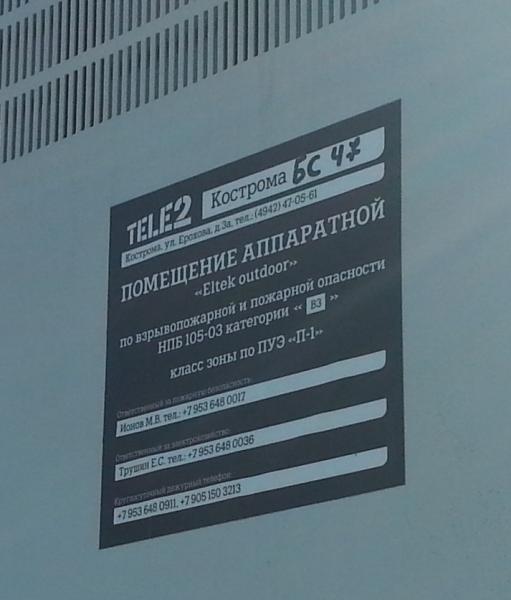 TELE2 Кострома БС 47
Кострома, ул. Ерохова, д. 3а, тел.: (4942) 47-05-61
ПОМЕЩЕНИЕ АППАРАТНОЙ
«Eltek outdoor»
по взрывопожарной и пожарной опасности
НПБ 105-03 категории « В3 »
класс зоны по ПУЭ «П-1»
Ответственный за пожарную безопасность:
Ионов М.В. тел.: +7 953 648 0017
Ответственный за электрохозяйство:
Трушин Е.С. тел.: +7 953 648 0036
Круглосуточный дежурный телефон:
+7 953 648 0911, +7 905 150 3213